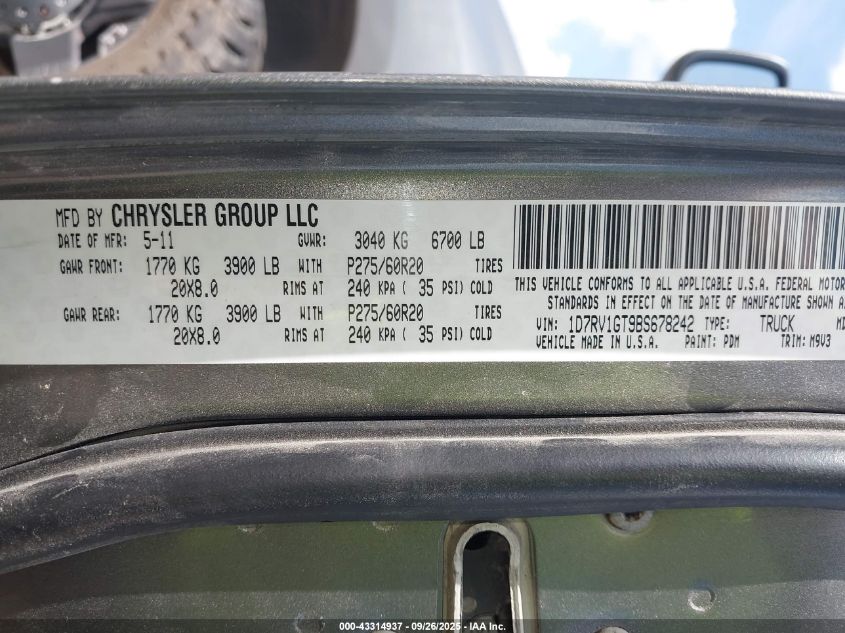 MFD BY CHRYSLER GROUP LLC
DATE OF MFR: 5-11 GVWR: 3040 KG 6700 LB
GAWR FRONT: 1770 KG 3900 LB WITH P275/60R20 TIRES
20X8.0 RIMS AT 240 KPA ( 35 PSI) COLD
GAWR REAR: 1770 KG 3900 LB WITH P275/60R20 TIRES
20X8.0 RIMS AT 240 KPA ( 35 PSI) COLD
THIS VEHICLE CONFORMS TO ALL APPLICABLE U.S.A. FEDERAL MOTOR
STANDARDS IN EFFECT ON THE DATE OF MANUFACTURE SHOWN
VIN: 1D7RV1GT9BS678242 TYPE: TRUCK
VEHICLE MADE IN U.S.A. PAINT: PDM TRIM: M9V3
000-43314937 - 09/26/2025 - IAA Inc.